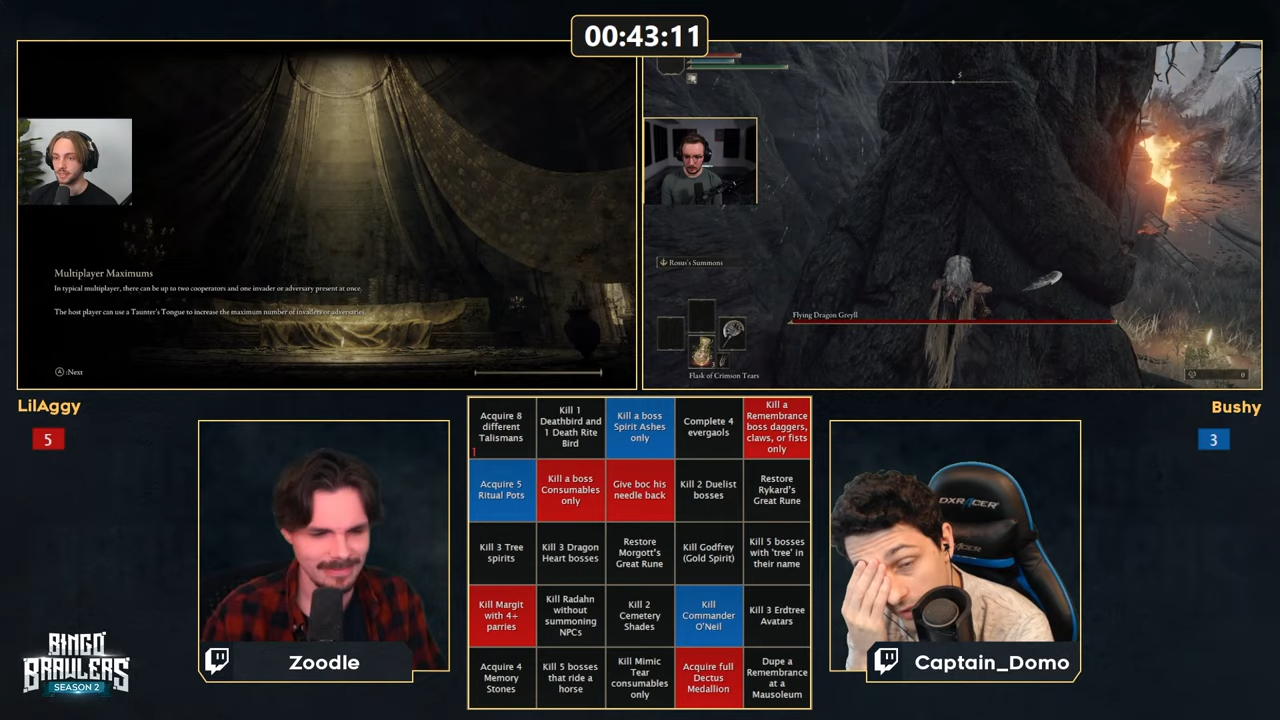 00:43:11
Multiplayer Maximums
In typical multiplayer, there can be up to two cooperators and one invader or adversary present at once.
The host player can use a Taunter's Tongue to increase the maximum number of invaders or adversaries.
Ⓐ:Next
S
Rosus's Summons
Flying Dragon Greyll
Flask of Crimson Tears
0
LilAggy
5
Bushy
3
Acquire 8
different
Talismans
1
Kill 1
Deathbird and
1 Death Rite
Bird
Kill a boss
Spirit Ashes
only
Complete 4
evergaols
Kill a
Remembrance
boss daggers,
claws, or fists
only
Acquire 5
Ritual Pots
Kill a boss
Consumables
only
Give boc his
needle back
Kill 2 Duelist
bosses
Restore
Rykard's
Great Rune
Kill 3 Tree
spirits
Kill 3 Dragon
Heart bosses
Restore
Morgott's
Great Rune
Kill Godfrey
(Gold Spirit)
Kill 5 bosses
with 'tree' in
their name
Kill Margit
with 4+
parries
Kill Radahn
without
summoning
NPCs
Kill 2
Cemetery
Shades
Kill
Commander
O'Neil
Kill 3 Erdtree
Avatars
Acquire 4
Memory
Stones
Kill 5 bosses
that ride a
horse
Kill Mimic
Tear
consumables
only
Acquire full
Dectus
Medallion
Dupe a
Remembrance
at a
Mausoleum
DXRACER
BINGO
BRAWLERS
SEASON 2
Zoodle
Captain_Domo